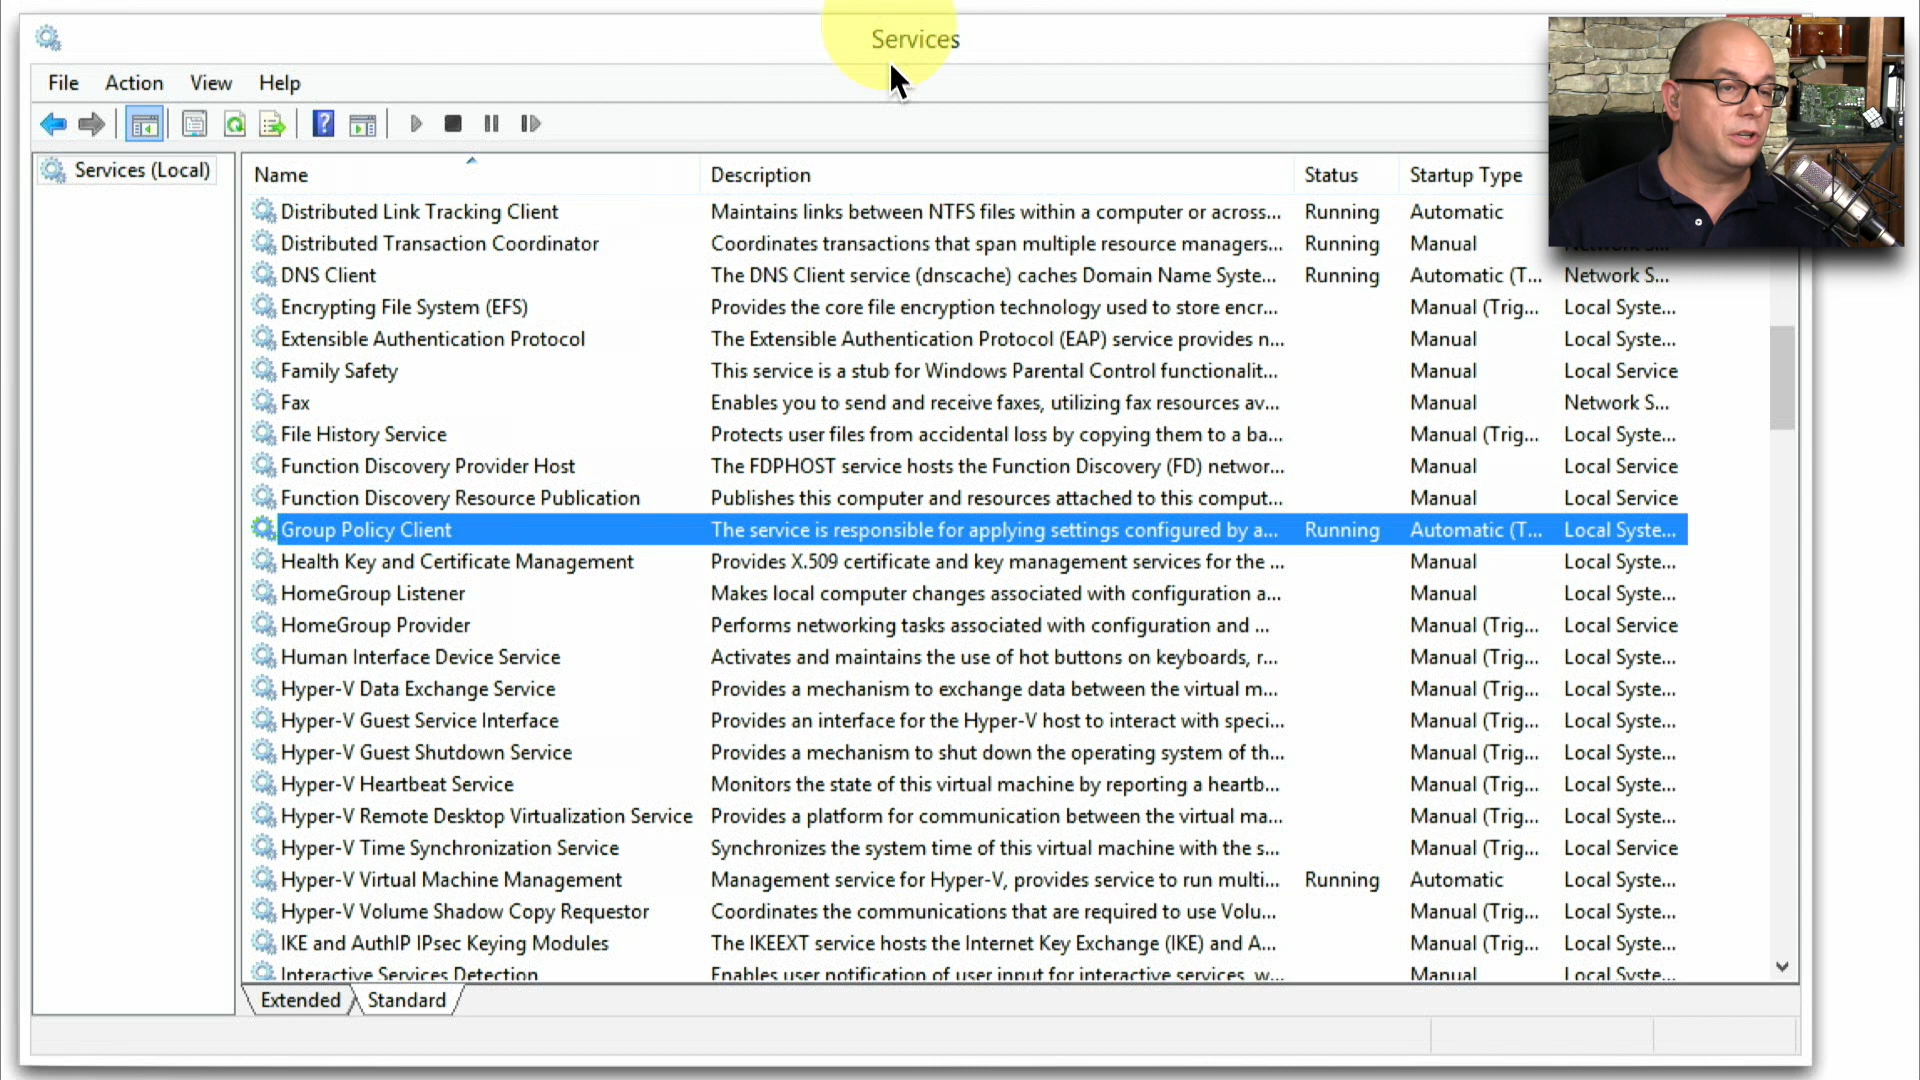 Services
File Action View Help
Services (Local)
Name Description Status Startup Type
Distributed Link Tracking Client Maintains links between NTFS files within a computer or across... Running Automatic
Distributed Transaction Coordinator Coordinates transactions that span multiple resource managers... Running Manual
DNS Client The DNS Client service (dnscache) caches Domain Name Syste... Running Automatic (T... Network S...
Encrypting File System (EFS) Provides the core file encryption technology used to store encr... Manual (Trig... Local Syste...
Extensible Authentication Protocol The Extensible Authentication Protocol (EAP) service provides n... Manual Local Syste...
Family Safety This service is a stub for Windows Parental Control functionalit... Manual Local Service
Fax Enables you to send and receive faxes, utilizing fax resources av... Manual Network S...
File History Service Protects user files from accidental loss by copying them to a ba... Manual (Trig... Local Syste...
Function Discovery Provider Host The FDPHOST service hosts the Function Discovery (FD) networ... Manual Local Service
Function Discovery Resource Publication Publishes this computer and resources attached to this comput... Manual Local Service
Group Policy Client The service is responsible for applying settings configured by a... Running Automatic (T... Local Syste...
Health Key and Certificate Management Provides X.509 certificate and key management services for the ... Manual Local Syste...
HomeGroup Listener Makes local computer changes associated with configuration a... Manual Local Syste...
HomeGroup Provider Performs networking tasks associated with configuration and ... Manual (Trig... Local Service
Human Interface Device Service Activates and maintains the use of hot buttons on keyboards, r... Manual (Trig... Local Syste...
Hyper-V Data Exchange Service Provides a mechanism to exchange data between the virtual m... Manual (Trig... Local Syste...
Hyper-V Guest Service Interface Provides an interface for the Hyper-V host to interact with speci... Manual (Trig... Local Syste...
Hyper-V Guest Shutdown Service Provides a mechanism to shut down the operating system of th... Manual (Trig... Local Syste...
Hyper-V Heartbeat Service Monitors the state of this virtual machine by reporting a heartb... Manual (Trig... Local Syste...
Hyper-V Remote Desktop Virtualization Service Provides a platform for communication between the virtual ma... Manual (Trig... Local Syste...
Hyper-V Time Synchronization Service Synchronizes the system time of this virtual machine with the s... Manual (Trig... Local Service
Hyper-V Virtual Machine Management Management service for Hyper-V, provides service to run multi... Running Automatic Local Syste...
Hyper-V Volume Shadow Copy Requestor Coordinates the communications that are required to use Volu... Manual (Trig... Local Syste...
IKE and AuthIP IPsec Keying Modules The IKEEXT service hosts the Internet Key Exchange (IKE) and A... Manual (Trig... Local Syste...
Interactive Services Detection Enables user notification of user input for interactive services, w... Manual Local Syste...
Extended Standard